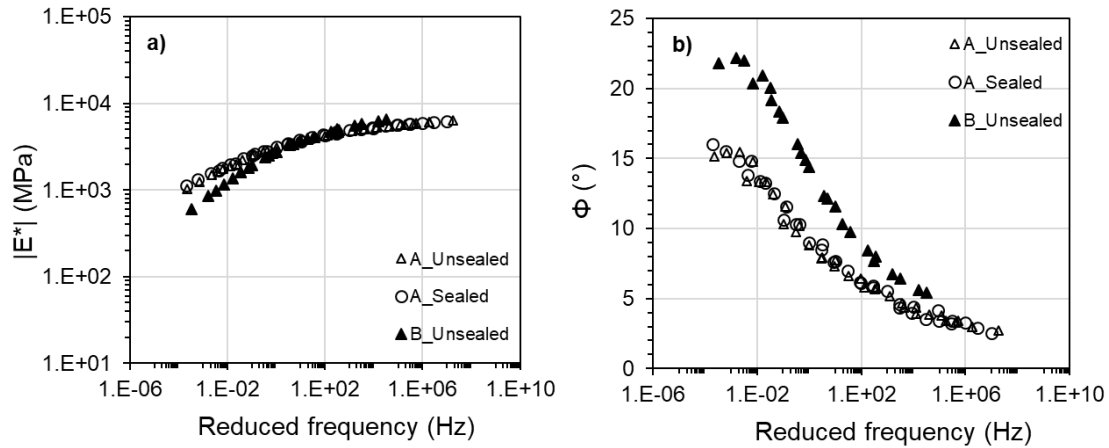 a)
1.E+05
1.E+04
1.E+03
1.E+02
1.E+01
|E*| (MPa)
A_Unsealed
A_Sealed
B_Unsealed
1.E-06 1.E-02 1.E+02 1.E+06 1.E+10
Reduced frequency (Hz)
b)
25
20
15
10
5
0
Φ (°)
A_Unsealed
A_Sealed
B_Unsealed
1.E-06 1.E-02 1.E+02 1.E+06 1.E+10
Reduced frequency (Hz)